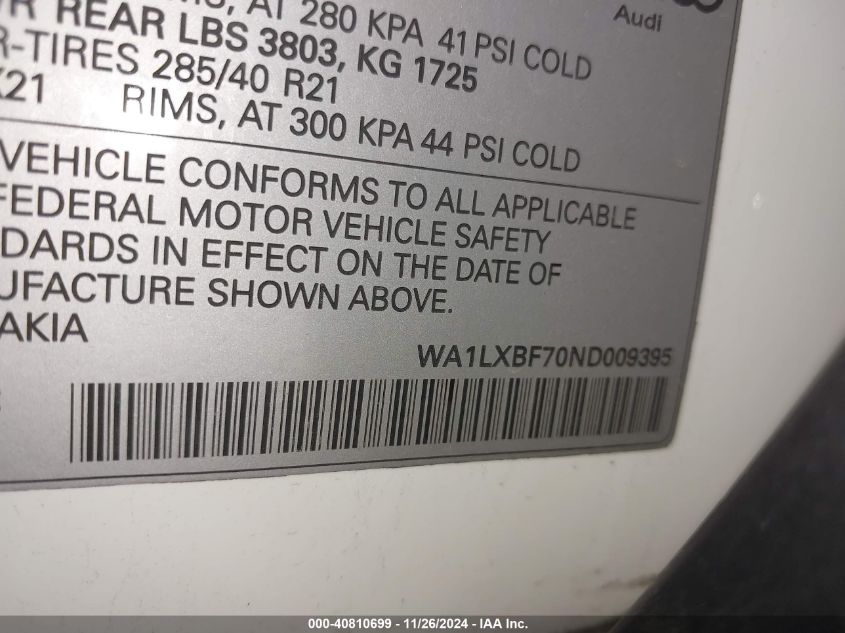 AT 280 KPA 41 PSI COLD
Audi
R REAR LBS 3803, KG 1725
R-TIRES 285/40 R21
21 RIMS, AT 300 KPA 44 PSI COLD
VEHICLE CONFORMS TO ALL APPLICABLE
FEDERAL MOTOR VEHICLE SAFETY
DARDS IN EFFECT ON THE DATE OF
UFACTURE SHOWN ABOVE.
AKIA
WA1LXBF70ND009395
000-40810699 - 11/26/2024 - IAA Inc.